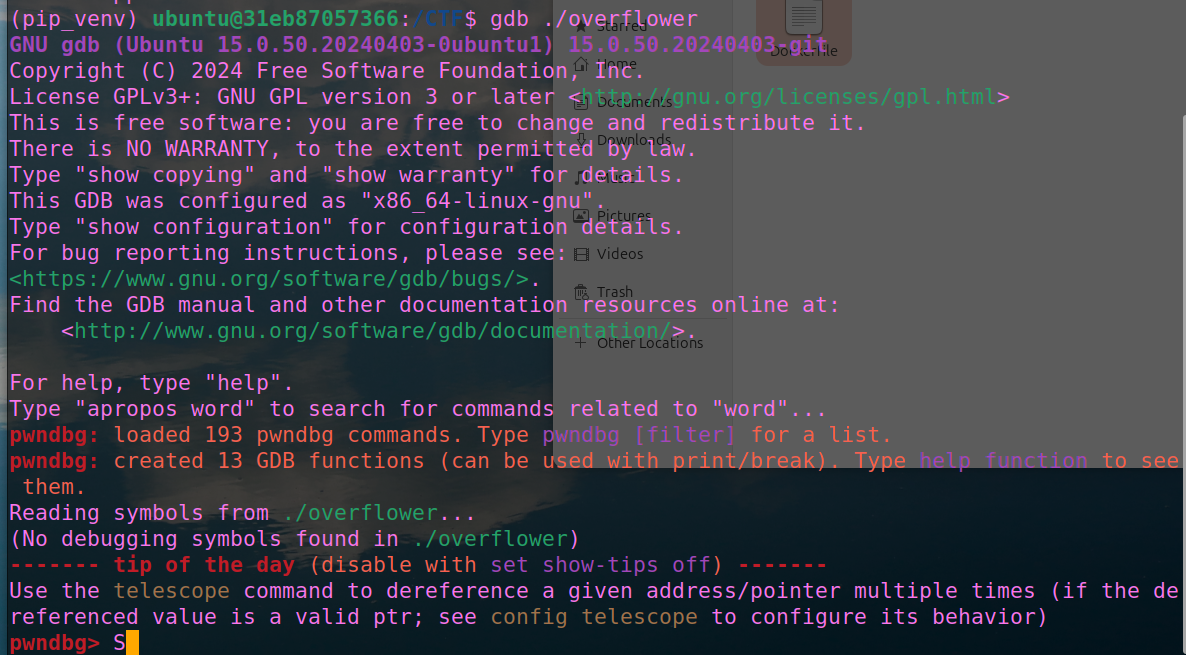 (pip_venv) ubuntu@31eb87057366:/CTF$ gdb ./overflower
GNU gdb (Ubuntu 15.0.50.20240403-0ubuntu1) 15.0.50.20240403-git
Copyright (C) 2024 Free Software Foundation, Inc.
License GPLv3+: GNU GPL version 3 or later <http://gnu.org/licenses/gpl.html>
This is free software: you are free to change and redistribute it.
There is NO WARRANTY, to the extent permitted by law.
Type "show copying" and "show warranty" for details.
This GDB was configured as "x86_64-linux-gnu".
Type "show configuration" for configuration details.
For bug reporting instructions, please see:
<https://www.gnu.org/software/gdb/bugs/>.
Find the GDB manual and other documentation resources online at:
    <http://www.gnu.org/software/gdb/documentation/>.
For help, type "help".
Type "apropos word" to search for commands related to "word"...
pwndbg: loaded 193 pwndbg commands. Type pwndbg [filter] for a list.
pwndbg: created 13 GDB functions (can be used with print/break). Type help function to see
 them.
Reading symbols from ./overflower...
(No debugging symbols found in ./overflower)
------- tip of the day (disable with set show-tips off) -------
Use the telescope command to dereference a given address/pointer multiple times (if the de
referenced value is a valid ptr; see config telescope to configure its behavior)
pwndbg> S
Starred
Home
Documents
Downloads
Pictures
Videos
Trash
Other Locations
Dockerfile